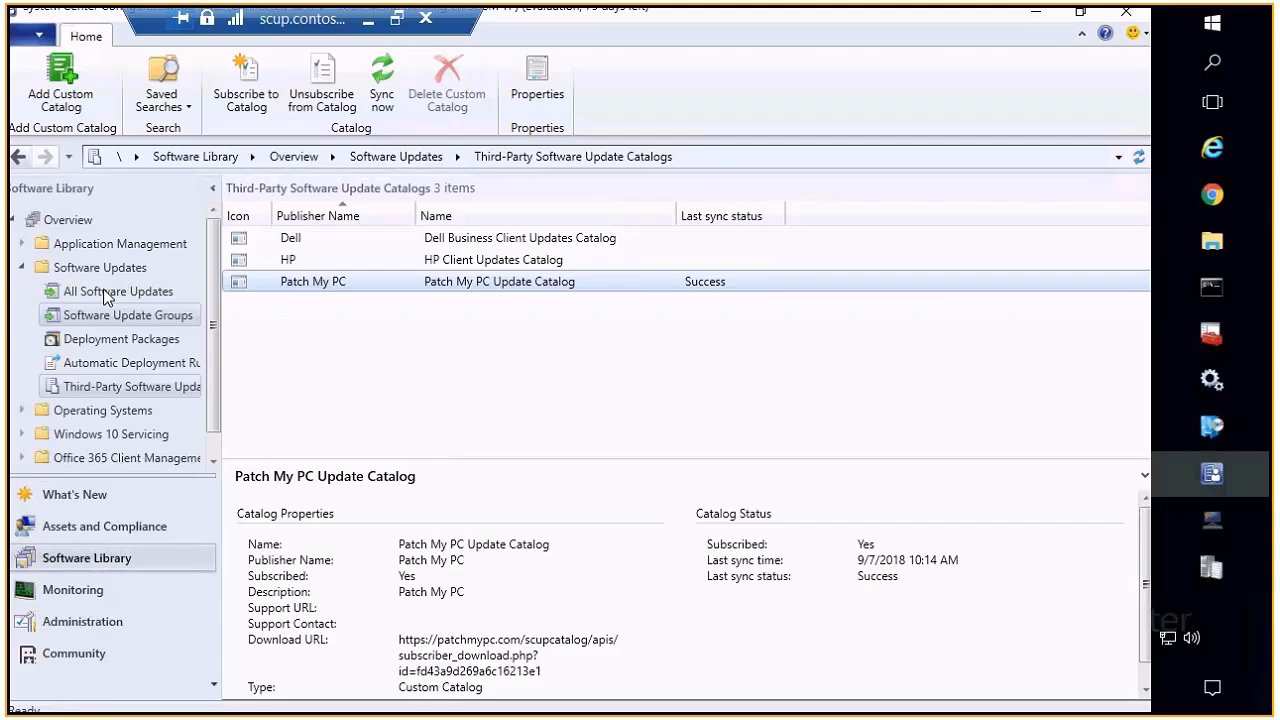 scup.contos...
Home
Add Custom Catalog
Saved Searches
Subscribe to Catalog
Unsubscribe from Catalog
Sync now
Delete Custom Catalog
Properties
Add Custom Catalog
Search
Catalog
Properties
\ Software Library Overview Software Updates Third-Party Software Update Catalogs
Software Library
Overview
Application Management
Software Updates
All Software Updates
Software Update Groups
Deployment Packages
Automatic Deployment Ru
Third-Party Software Upda
Operating Systems
Windows 10 Servicing
Office 365 Client Manageme
What's New
Assets and Compliance
Software Library
Monitoring
Administration
Community
Third-Party Software Update Catalogs 3 items
Icon Publisher Name Name Last sync status
Dell Dell Business Client Updates Catalog
HP HP Client Updates Catalog
Patch My PC Patch My PC Update Catalog Success
Patch My PC Update Catalog
Catalog Properties
Name: Patch My PC Update Catalog
Publisher Name: Patch My PC
Subscribed: Yes
Description: Patch My PC
Support URL:
Support Contact:
Download URL: https://patchmypc.com/scupcatalog/apis/
subscriber_download.php?
id=fd43a9d269a6c16213e1
Type: Custom Catalog
Catalog Status
Subscribed: Yes
Last sync time: 9/7/2018 10:14 AM
Last sync status: Success